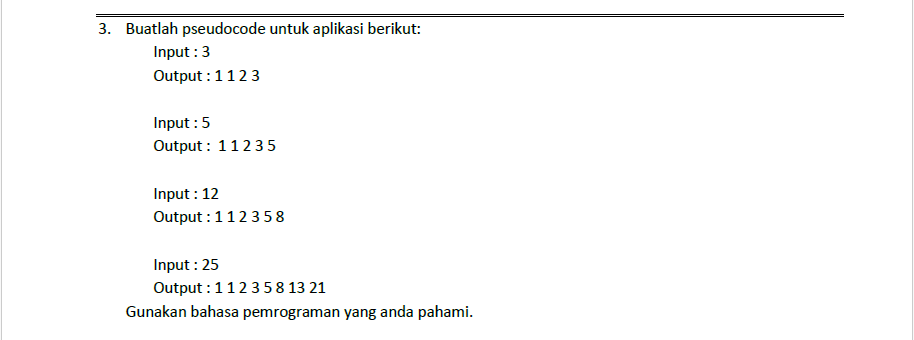 3. Buatlah pseudocode untuk aplikasi berikut:
Input : 3
Output : 1 1 2 3
Input : 5
Output : 1 1 2 3 5
Input : 12
Output : 1 1 2 3 5 8
Input : 25
Output : 1 1 2 3 5 8 13 21
Gunakan bahasa pemrograman yang anda pahami.